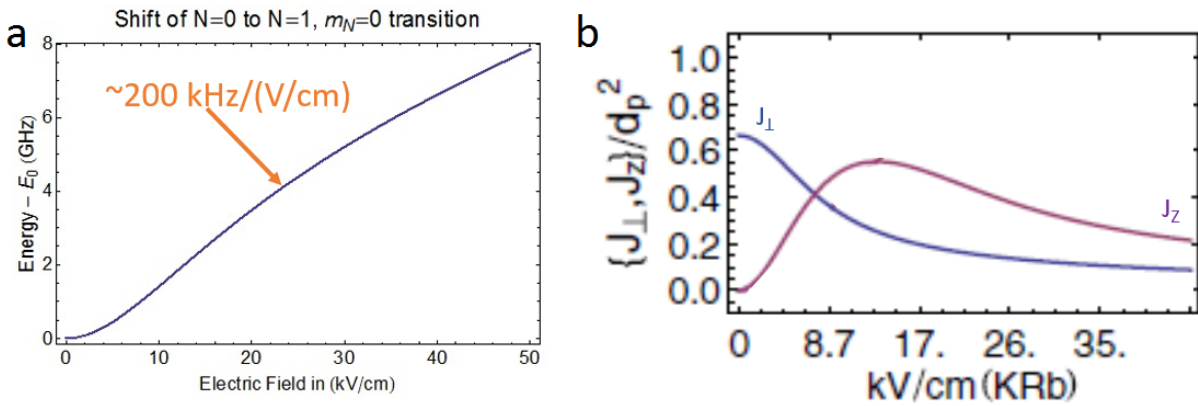 a
Shift of N=0 to N=1, m_N=0 transition
Energy – E_0 (GHz)
8
6
4
2
0
~200 kHz/(V/cm)
0 10 20 30 40 50
Electric Field in (kV/cm)
b
{J_⊥, J_Z}/d_p^2
1.0
0.8
0.6
0.4
0.2
0.0
J_⊥
J_Z
0 8.7 17. 26. 35.
kV/cm(KRb)